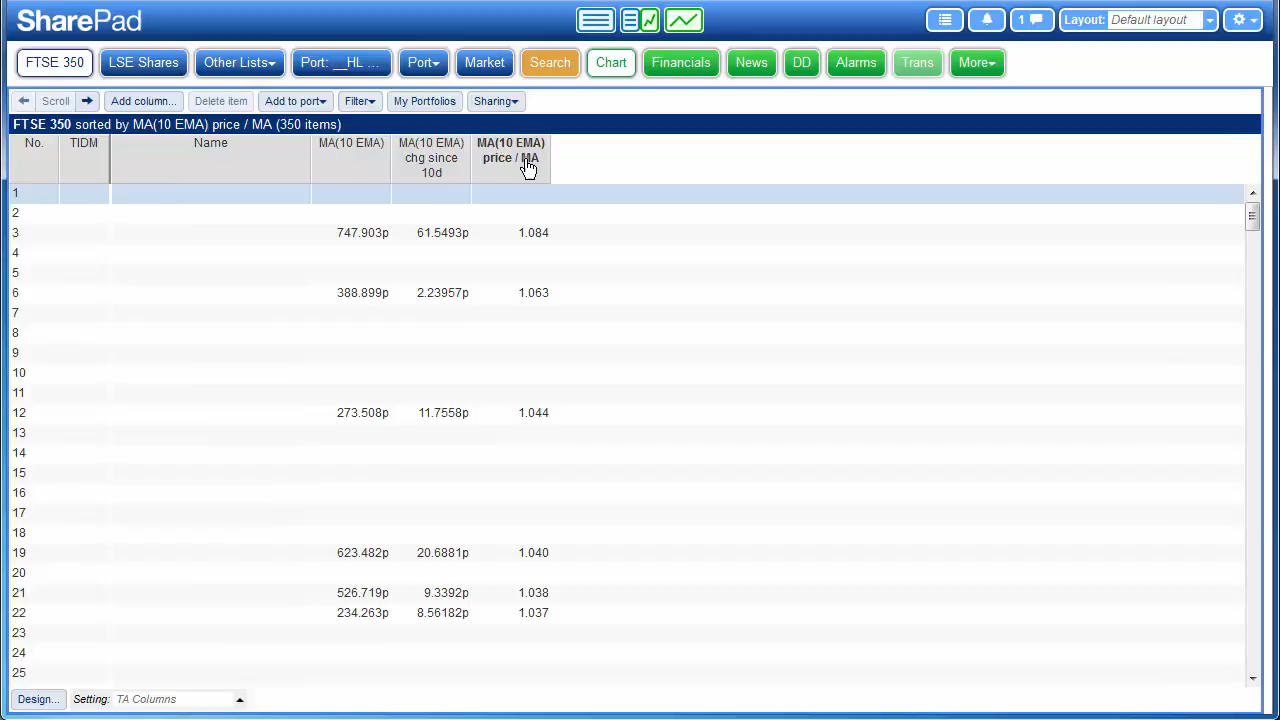 SharePad
1
Layout: Default layout
FTSE 350 LSE Shares Other Lists Port: __HL ... Port Market Search Chart Financials News DD Alarms Trans More
Scroll Add column... Delete item Add to port Filter My Portfolios Sharing
FTSE 350 sorted by MA(10 EMA) price / MA (350 items)
No. TIDM Name MA(10 EMA) MA(10 EMA) chg since 10d MA(10 EMA) price / MA
1
2
3 747.903p 61.5493p 1.084
4
5
6 388.899p 2.23957p 1.063
7
8
9
10
11
12 273.508p 11.7558p 1.044
13
14
15
16
17
18
19 623.482p 20.6881p 1.040
20
21 526.719p 9.3392p 1.038
22 234.263p 8.56182p 1.037
23
24
25
Design... Setting: TA Columns